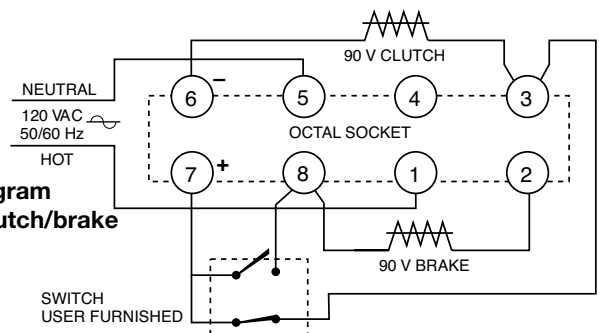 90 V CLUTCH
NEUTRAL
6
−
5
4
3
120 VAC
50/60 Hz
OCTAL SOCKET
HOT
7
+
8
1
2
gram
utch/brake
90 V BRAKE
SWITCH
USER FURNISHED